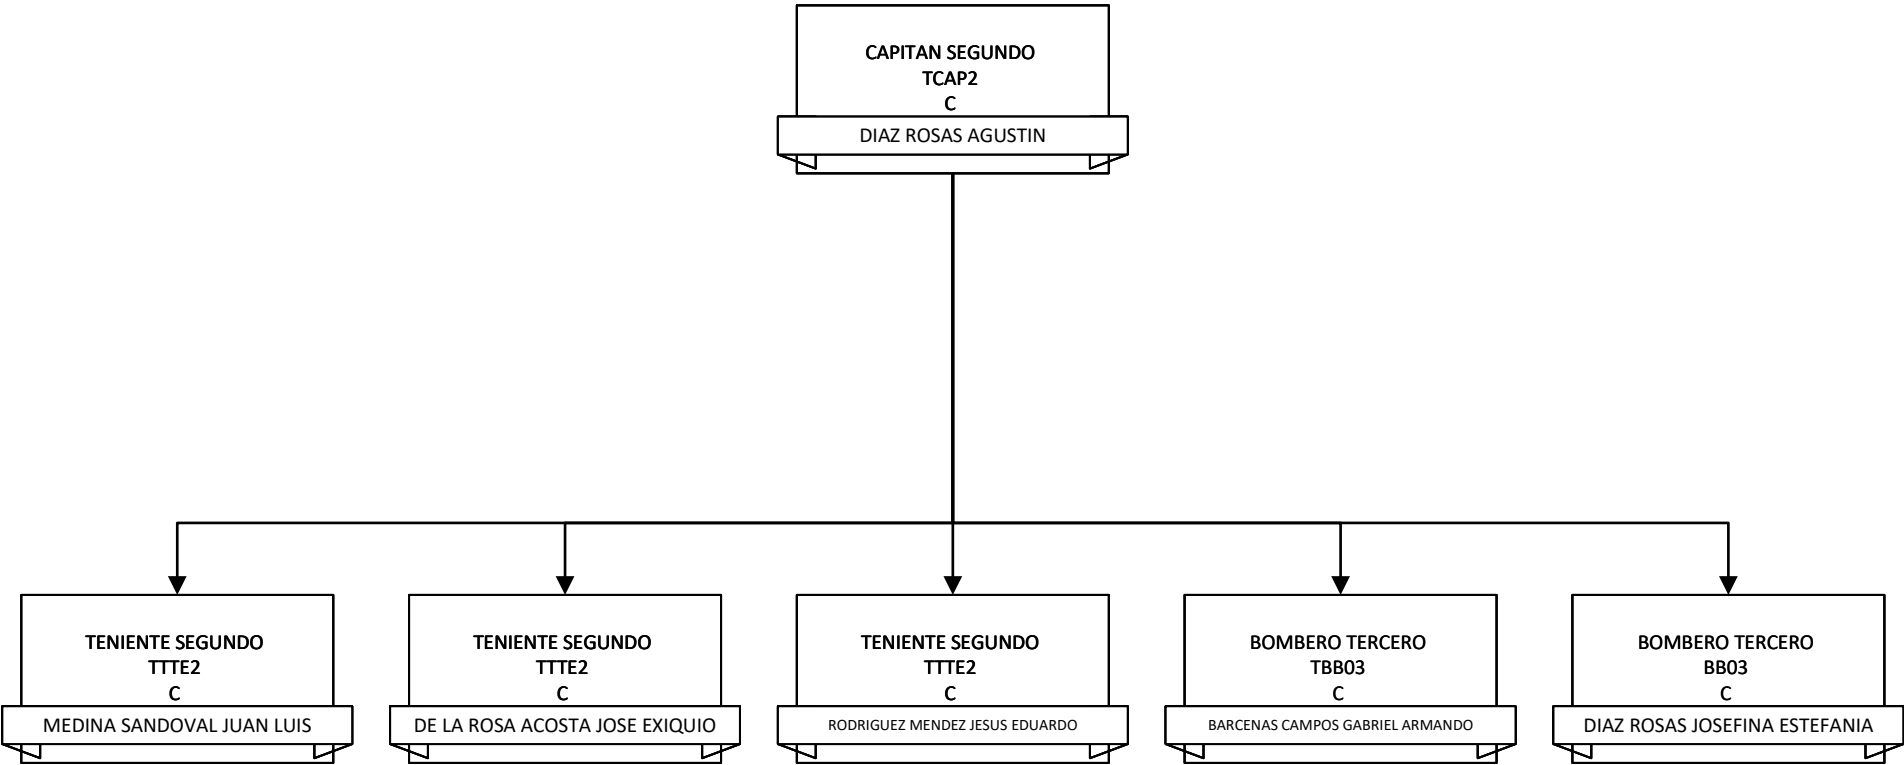 CAPITAN SEGUNDO
TCAP2
C
DIAZ ROSAS AGUSTIN
TENIENTE SEGUNDO
TTTE2
C
MEDINA SANDOVAL JUAN LUIS
TENIENTE SEGUNDO
TTTE2
C
DE LA ROSA ACOSTA JOSE EXIQUIO
TENIENTE SEGUNDO
TTTE2
C
RODRIGUEZ MENDEZ JESUS EDUARDO
BOMBERO TERCERO
TBB03
C
BARCENAS CAMPOS GABRIEL ARMANDO
BOMBERO TERCERO
BB03
C
DIAZ ROSAS JOSEFINA ESTEFANIA